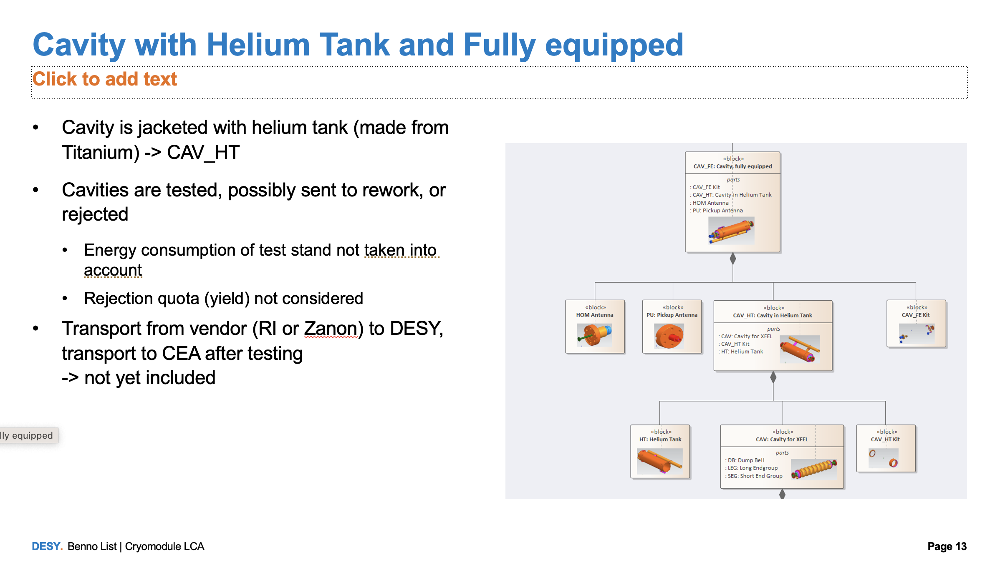 Cavity with Helium Tank and Fully equipped
Click to add text
• Cavity is jacketed with helium tank (made from
Titanium) -> CAV_HT
• Cavities are tested, possibly sent to rework, or
rejected
• Energy consumption of test stand not taken into
account
• Rejection quota (yield) not considered
• Transport from vendor (RI or Zanon) to DESY,
transport to CEA after testing
-> not yet included
lly equipped
«block»
CAV_FE: Cavity, fully equipped
parts
: CAV_FE Kit
: CAV_HT: Cavity in Helium Tank
: HOM Antenna
: PU: Pickup Antenna
«block»
HOM Antenna
«block»
PU: Pickup Antenna
«block»
CAV_HT: Cavity in Helium Tank
parts
: CAV: Cavity for XFEL
: CAV_HT Kit
: HT: Helium Tank
«block»
CAV_FE Kit
«block»
HT: Helium Tank
«block»
CAV: Cavity for XFEL
parts
: DB: Dump Bell
: LEG: Long Endgroup
: SEG: Short End Group
«block»
CAV_HT Kit
DESY. Benno List | Cryomodule LCA
Page 13